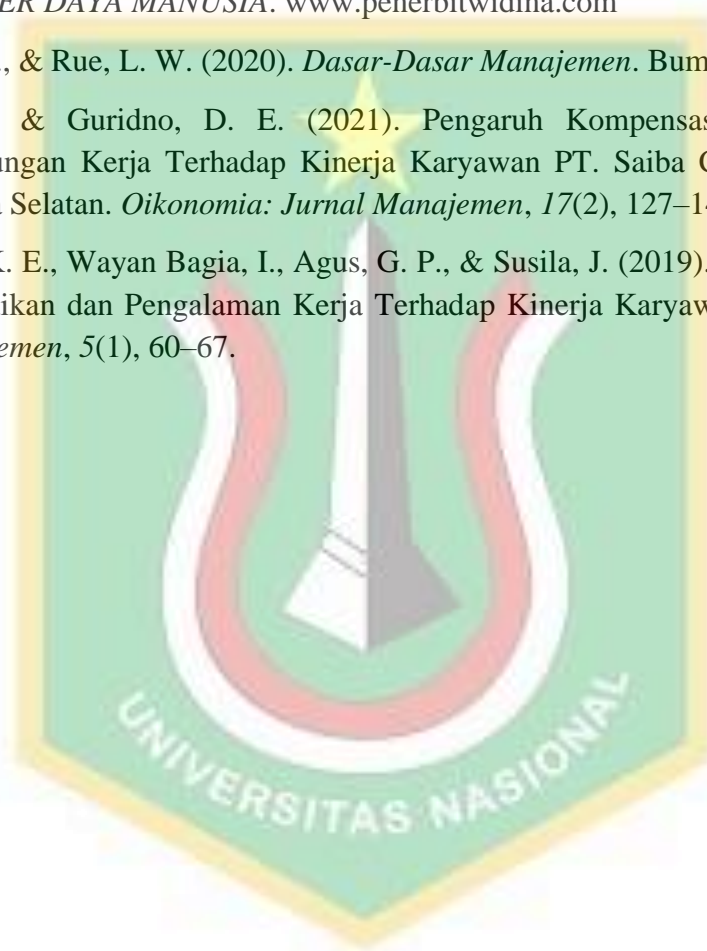 ER DAYA MANUSIA. www.penerbitwidina.com
., & Rue, L. W. (2020). Dasar-Dasar Manajemen. Bum
& Guridno, D. E. (2021). Pengaruh Kompensas
ungan Kerja Terhadap Kinerja Karyawan PT. Saiba C
a Selatan. Oikonomia: Jurnal Manajemen, 17(2), 127–14
K. E., Wayan Bagia, I., Agus, G. P., & Susila, J. (2019).
ikan dan Pengalaman Kerja Terhadap Kinerja Karyaw
emen, 5(1), 60–67.
UNIVERSITAS NASIONAL